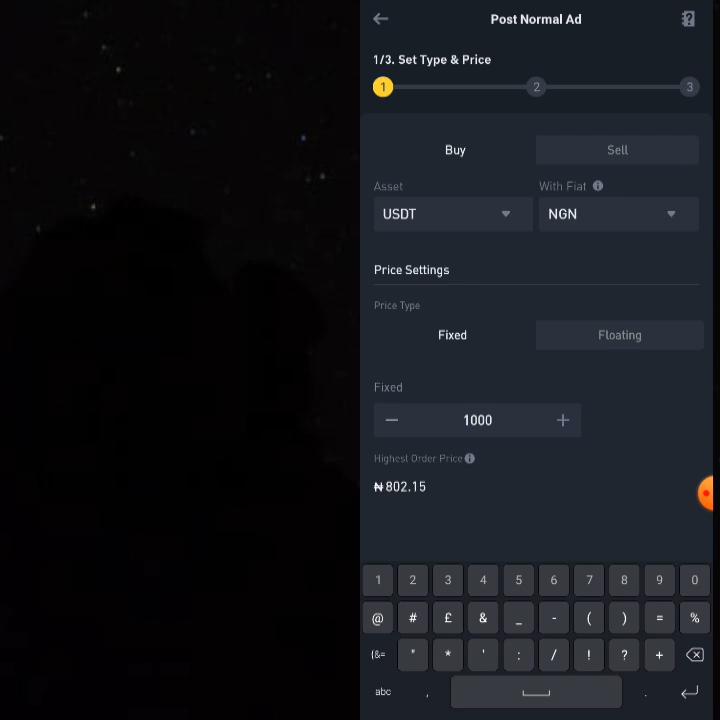 Post Normal Ad
1/3. Set Type & Price
1 2 3
Buy Sell
Asset With Fiat
USDT NGN
Price Settings
Price Type
Fixed Floating
Fixed
− 1000 +
Highest Order Price
₦802.15
1 2 3 4 5 6 7 8 9 0
@ # £ & _ - ( ) = %
{&= " * ' : / ! ? +
abc , .